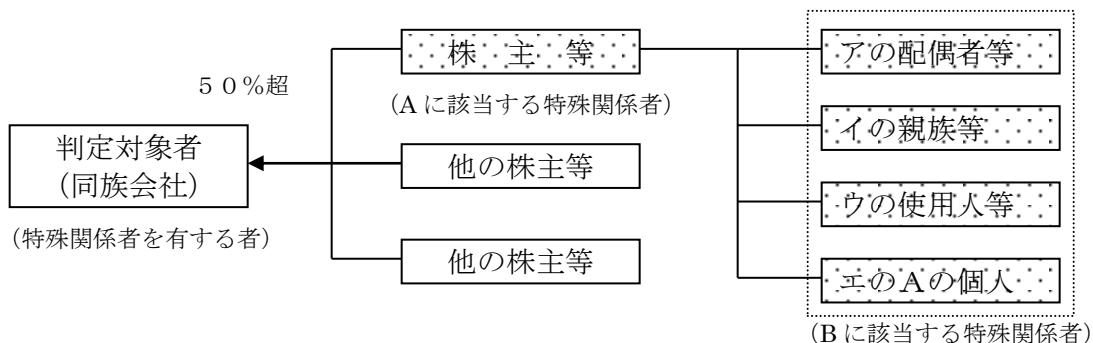 株　主　等
アの配偶者等
５０％超
（A に該当する特殊関係者）
イの親族等
判定対象者
（同族会社）
他の株主等
ウの使用人等
（特殊関係者を有する者）
他の株主等
エのＡの個人
（B に該当する特殊関係者）